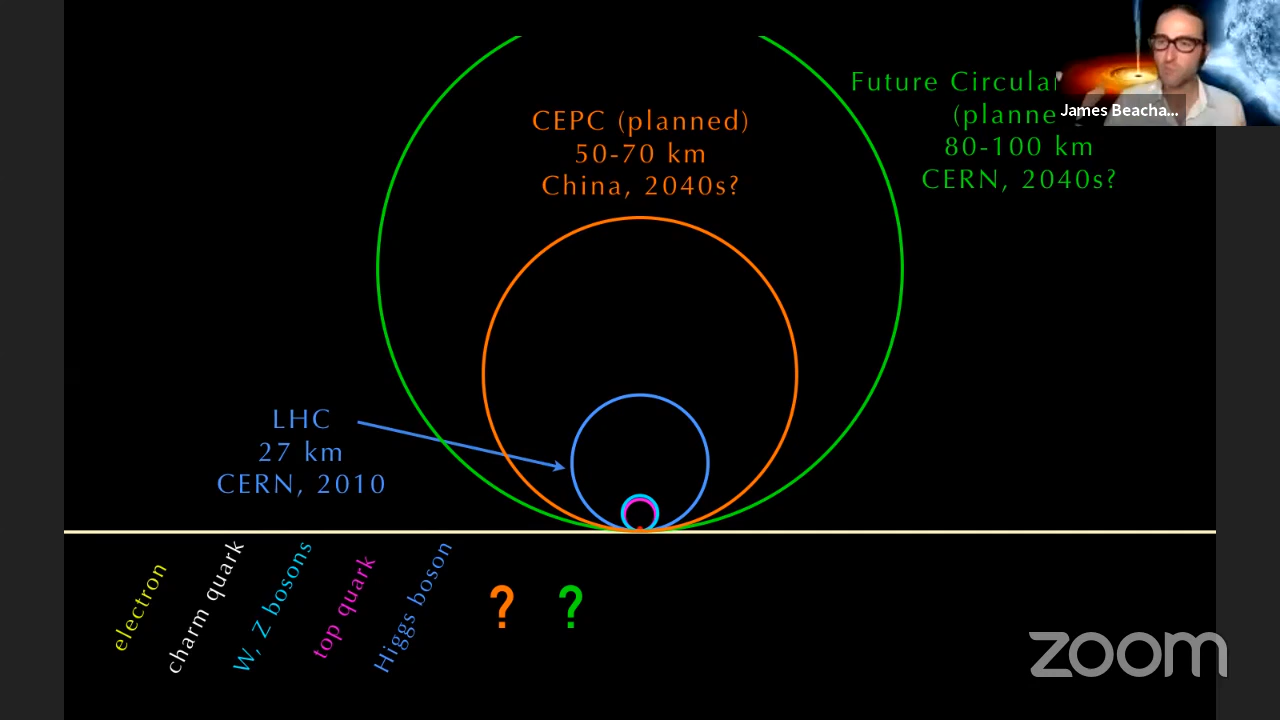 CEPC (planned)
50-70 km
China, 2040s?
Future Circular
(planne
80-100 km
CERN, 2040s?
James Beacha...
LHC
27 km
CERN, 2010
electron
charm quark
W, Z bosons
top quark
Higgs boson
? ?
zoom